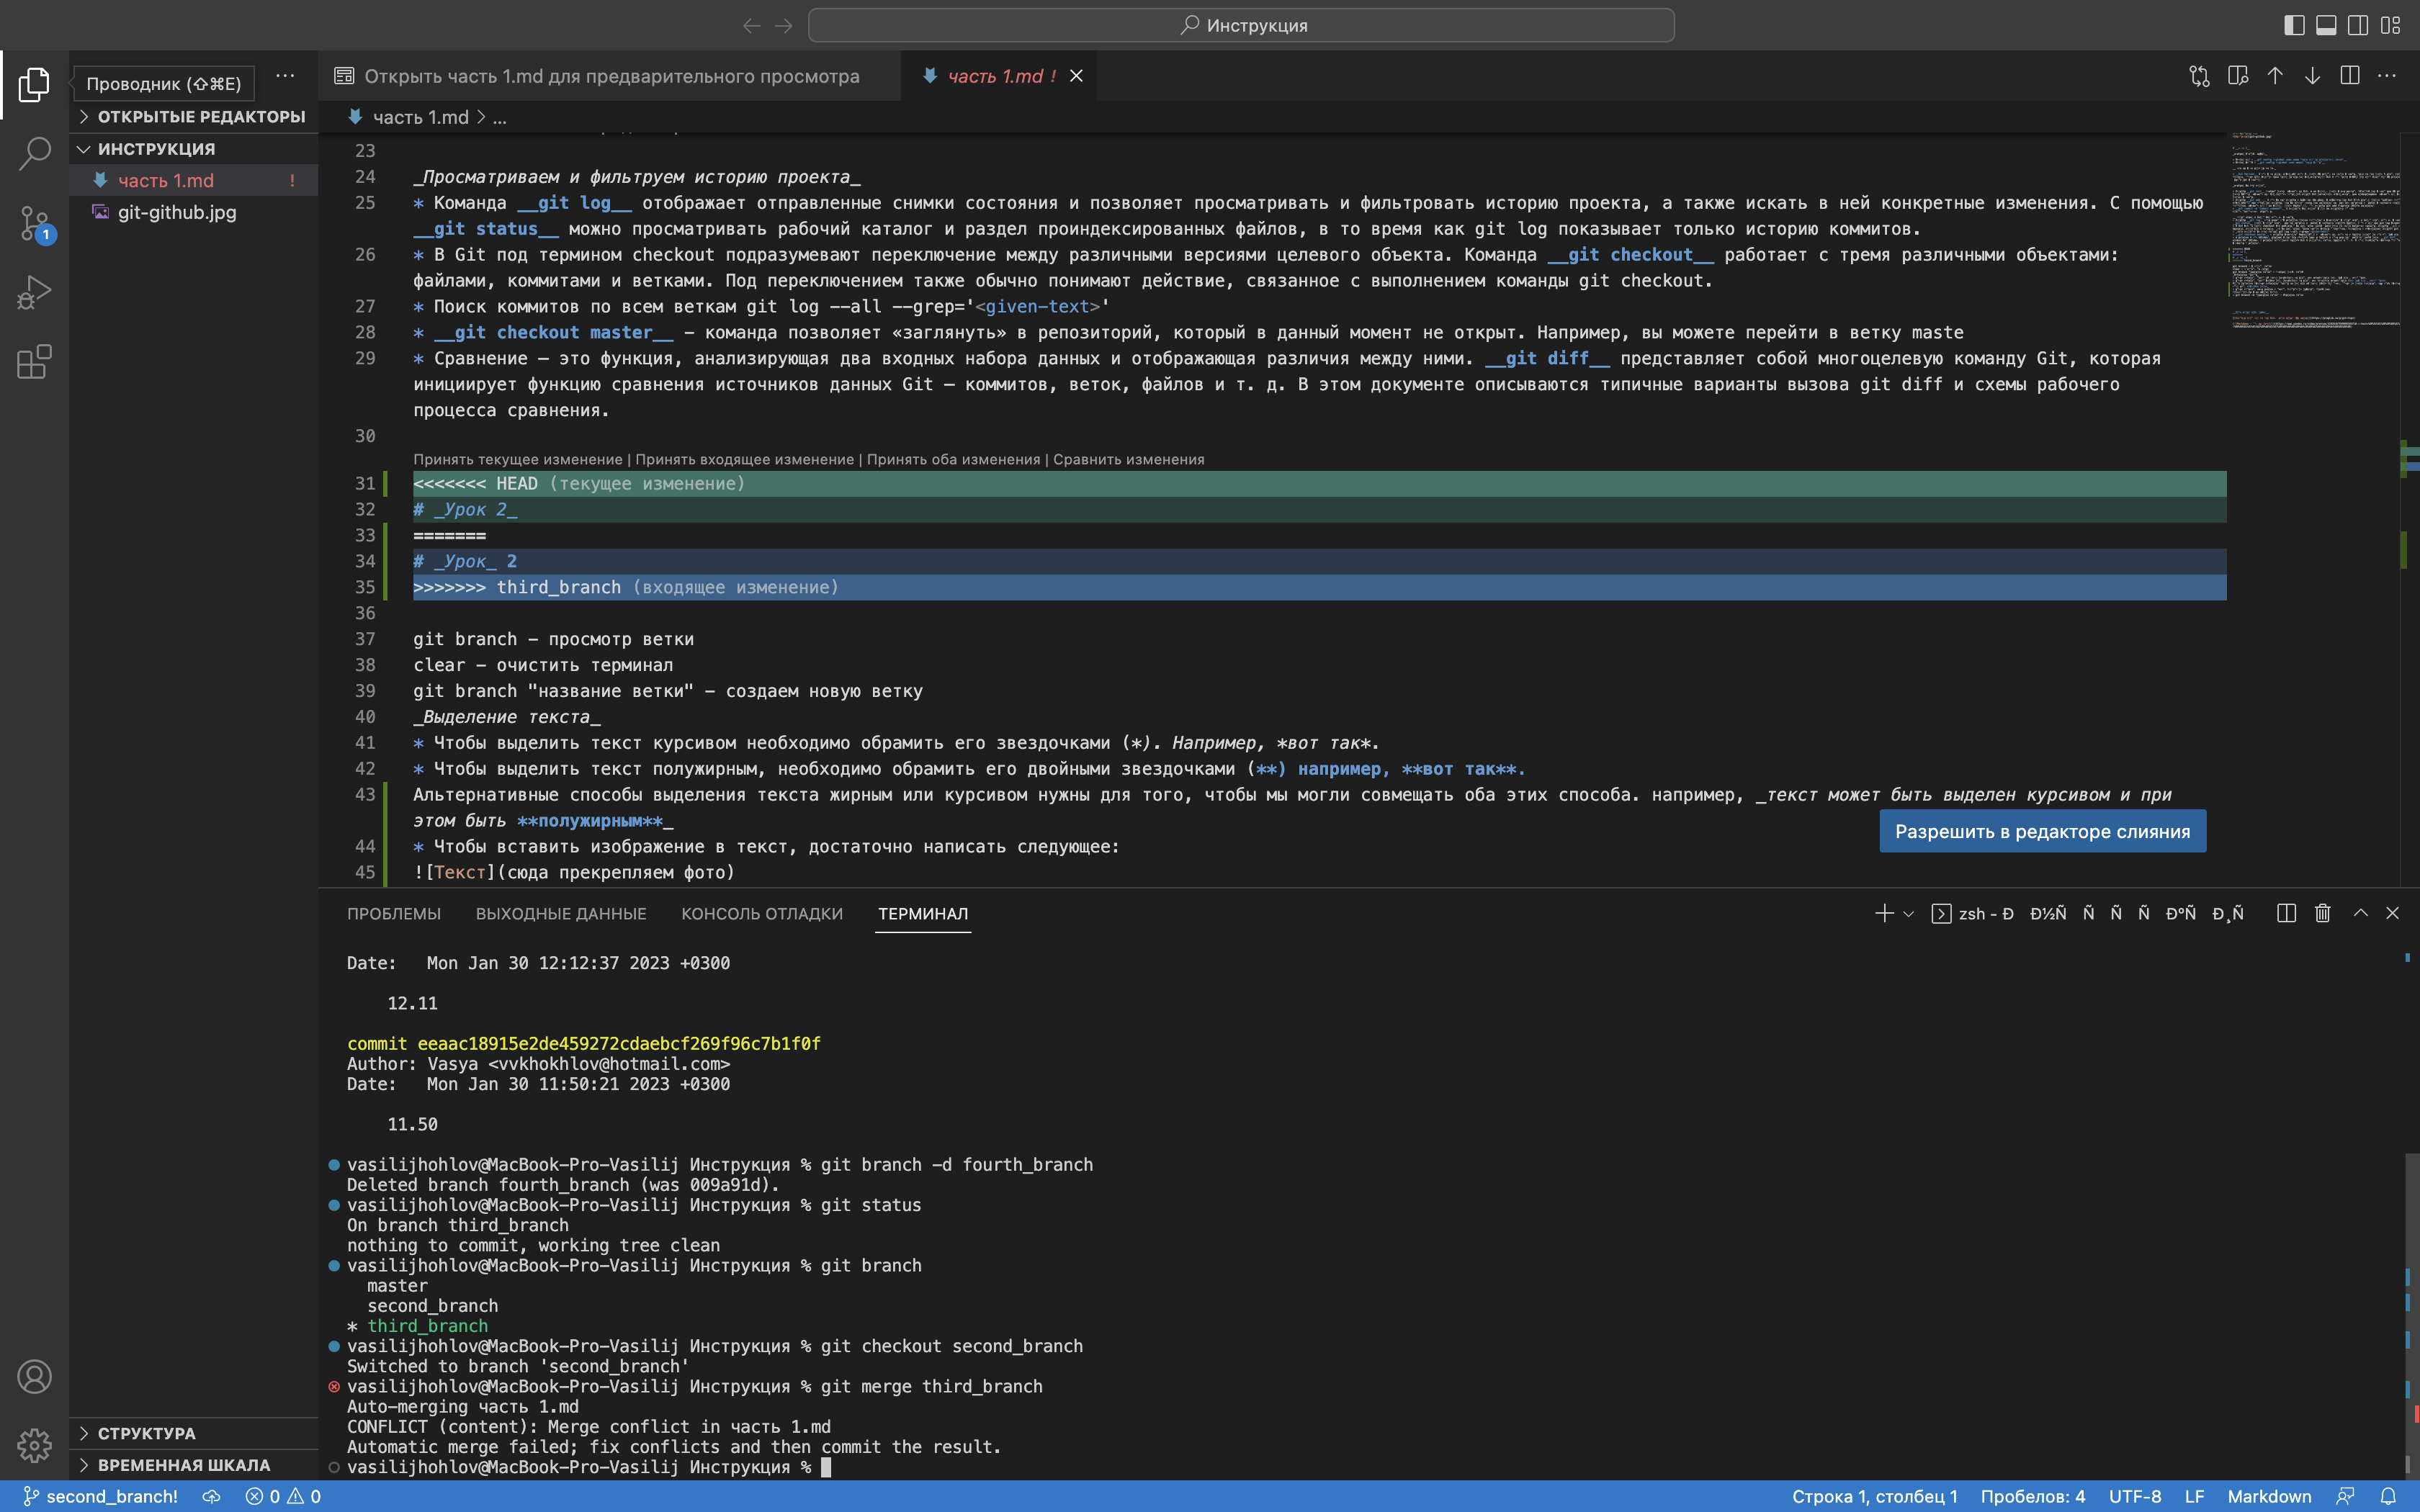 Инструкция
Проводник (⇧⌘E)
ОТКРЫТЫЕ РЕДАКТОРЫ
ИНСТРУКЦИЯ
часть 1.md !
git-github.jpg
1
СТРУКТУРА
ВРЕМЕННАЯ ШКАЛА
Открыть часть 1.md для предварительного просмотра
часть 1.md !
часть 1.md > ...
23
24 _Просматриваем и фильтруем историю проекта_
25 * Команда __git log__ отображает отправленные снимки состояния и позволяет просматривать и фильтровать историю проекта, а также искать в ней конкретные изменения. С помощью
__git status__ можно просматривать рабочий каталог и раздел проиндексированных файлов, в то время как git log показывает только историю коммитов.
26 * В Git под термином checkout подразумевают переключение между различными версиями целевого объекта. Команда __git checkout__ работает с тремя различными объектами:
файлами, коммитами и ветками. Под переключением также обычно понимают действие, связанное с выполнением команды git checkout.
27 * Поиск коммитов по всем веткам git log --all --grep='<given-text>'
28 * __git checkout master__ - команда позволяет «заглянуть» в репозиторий, который в данный момент не открыт. Например, вы можете перейти в ветку maste
29 * Сравнение — это функция, анализирующая два входных набора данных и отображающая различия между ними. __git diff__ представляет собой многоцелевую команду Git, которая
инициирует функцию сравнения источников данных Git — коммитов, веток, файлов и т. д. В этом документе описываются типичные варианты вызова git diff и схемы рабочего
процесса сравнения.
30
Принять текущее изменение | Принять входящее изменение | Принять оба изменения | Сравнить изменения
31 <<<<<<< HEAD (текущее изменение)
32 # _Урок 2_
33 =======
34 # _Урок_ 2
35 >>>>>>> third_branch (входящее изменение)
36
37 git branch - просмотр ветки
38 clear - очистить терминал
39 git branch "название ветки" - создаем новую ветку
40 _Выделение текста_
41 * Чтобы выделить текст курсивом необходимо обрамить его звездочками (*). Например, *вот так*.
42 * Чтобы выделить текст полужирным, необходимо обрамить его двойными звездочками (**) например, **вот так**.
43 Альтернативные способы выделения текста жирным или курсивом нужны для того, чтобы мы могли совмещать оба этих способа. например, _текст может быть выделен курсивом и при
этом быть **полужирным**_
44 * Чтобы вставить изображение в текст, достаточно написать следующее:
45 ![Текст](сюда прекрепляем фото)
Разрешить в редакторе слияния
ПРОБЛЕМЫ ВЫХОДНЫЕ ДАННЫЕ КОНСОЛЬ ОТЛАДКИ ТЕРМИНАЛ
zsh - Ð Ð½Ñ Ñ Ñ Ñ Ð°Ñ Ð¸Ñ
Date: Mon Jan 30 12:12:37 2023 +0300
12.11
commit eeaac18915e2de459272cdaebcf269f96c7b1f0f
Author: Vasya <vvkhokhlov@hotmail.com>
Date: Mon Jan 30 11:50:21 2023 +0300
11.50
vasilijhohlov@MacBook-Pro-Vasilij Инструкция % git branch -d fourth_branch
Deleted branch fourth_branch (was 009a91d).
vasilijhohlov@MacBook-Pro-Vasilij Инструкция % git status
On branch third_branch
nothing to commit, working tree clean
vasilijhohlov@MacBook-Pro-Vasilij Инструкция % git branch
master
second_branch
* third_branch
vasilijhohlov@MacBook-Pro-Vasilij Инструкция % git checkout second_branch
Switched to branch 'second_branch'
vasilijhohlov@MacBook-Pro-Vasilij Инструкция % git merge third_branch
Auto-merging часть 1.md
CONFLICT (content): Merge conflict in часть 1.md
Automatic merge failed; fix conflicts and then commit the result.
vasilijhohlov@MacBook-Pro-Vasilij Инструкция %
second_branch! 0 0 Строка 1, столбец 1 Пробелов: 4 UTF-8 LF Markdown